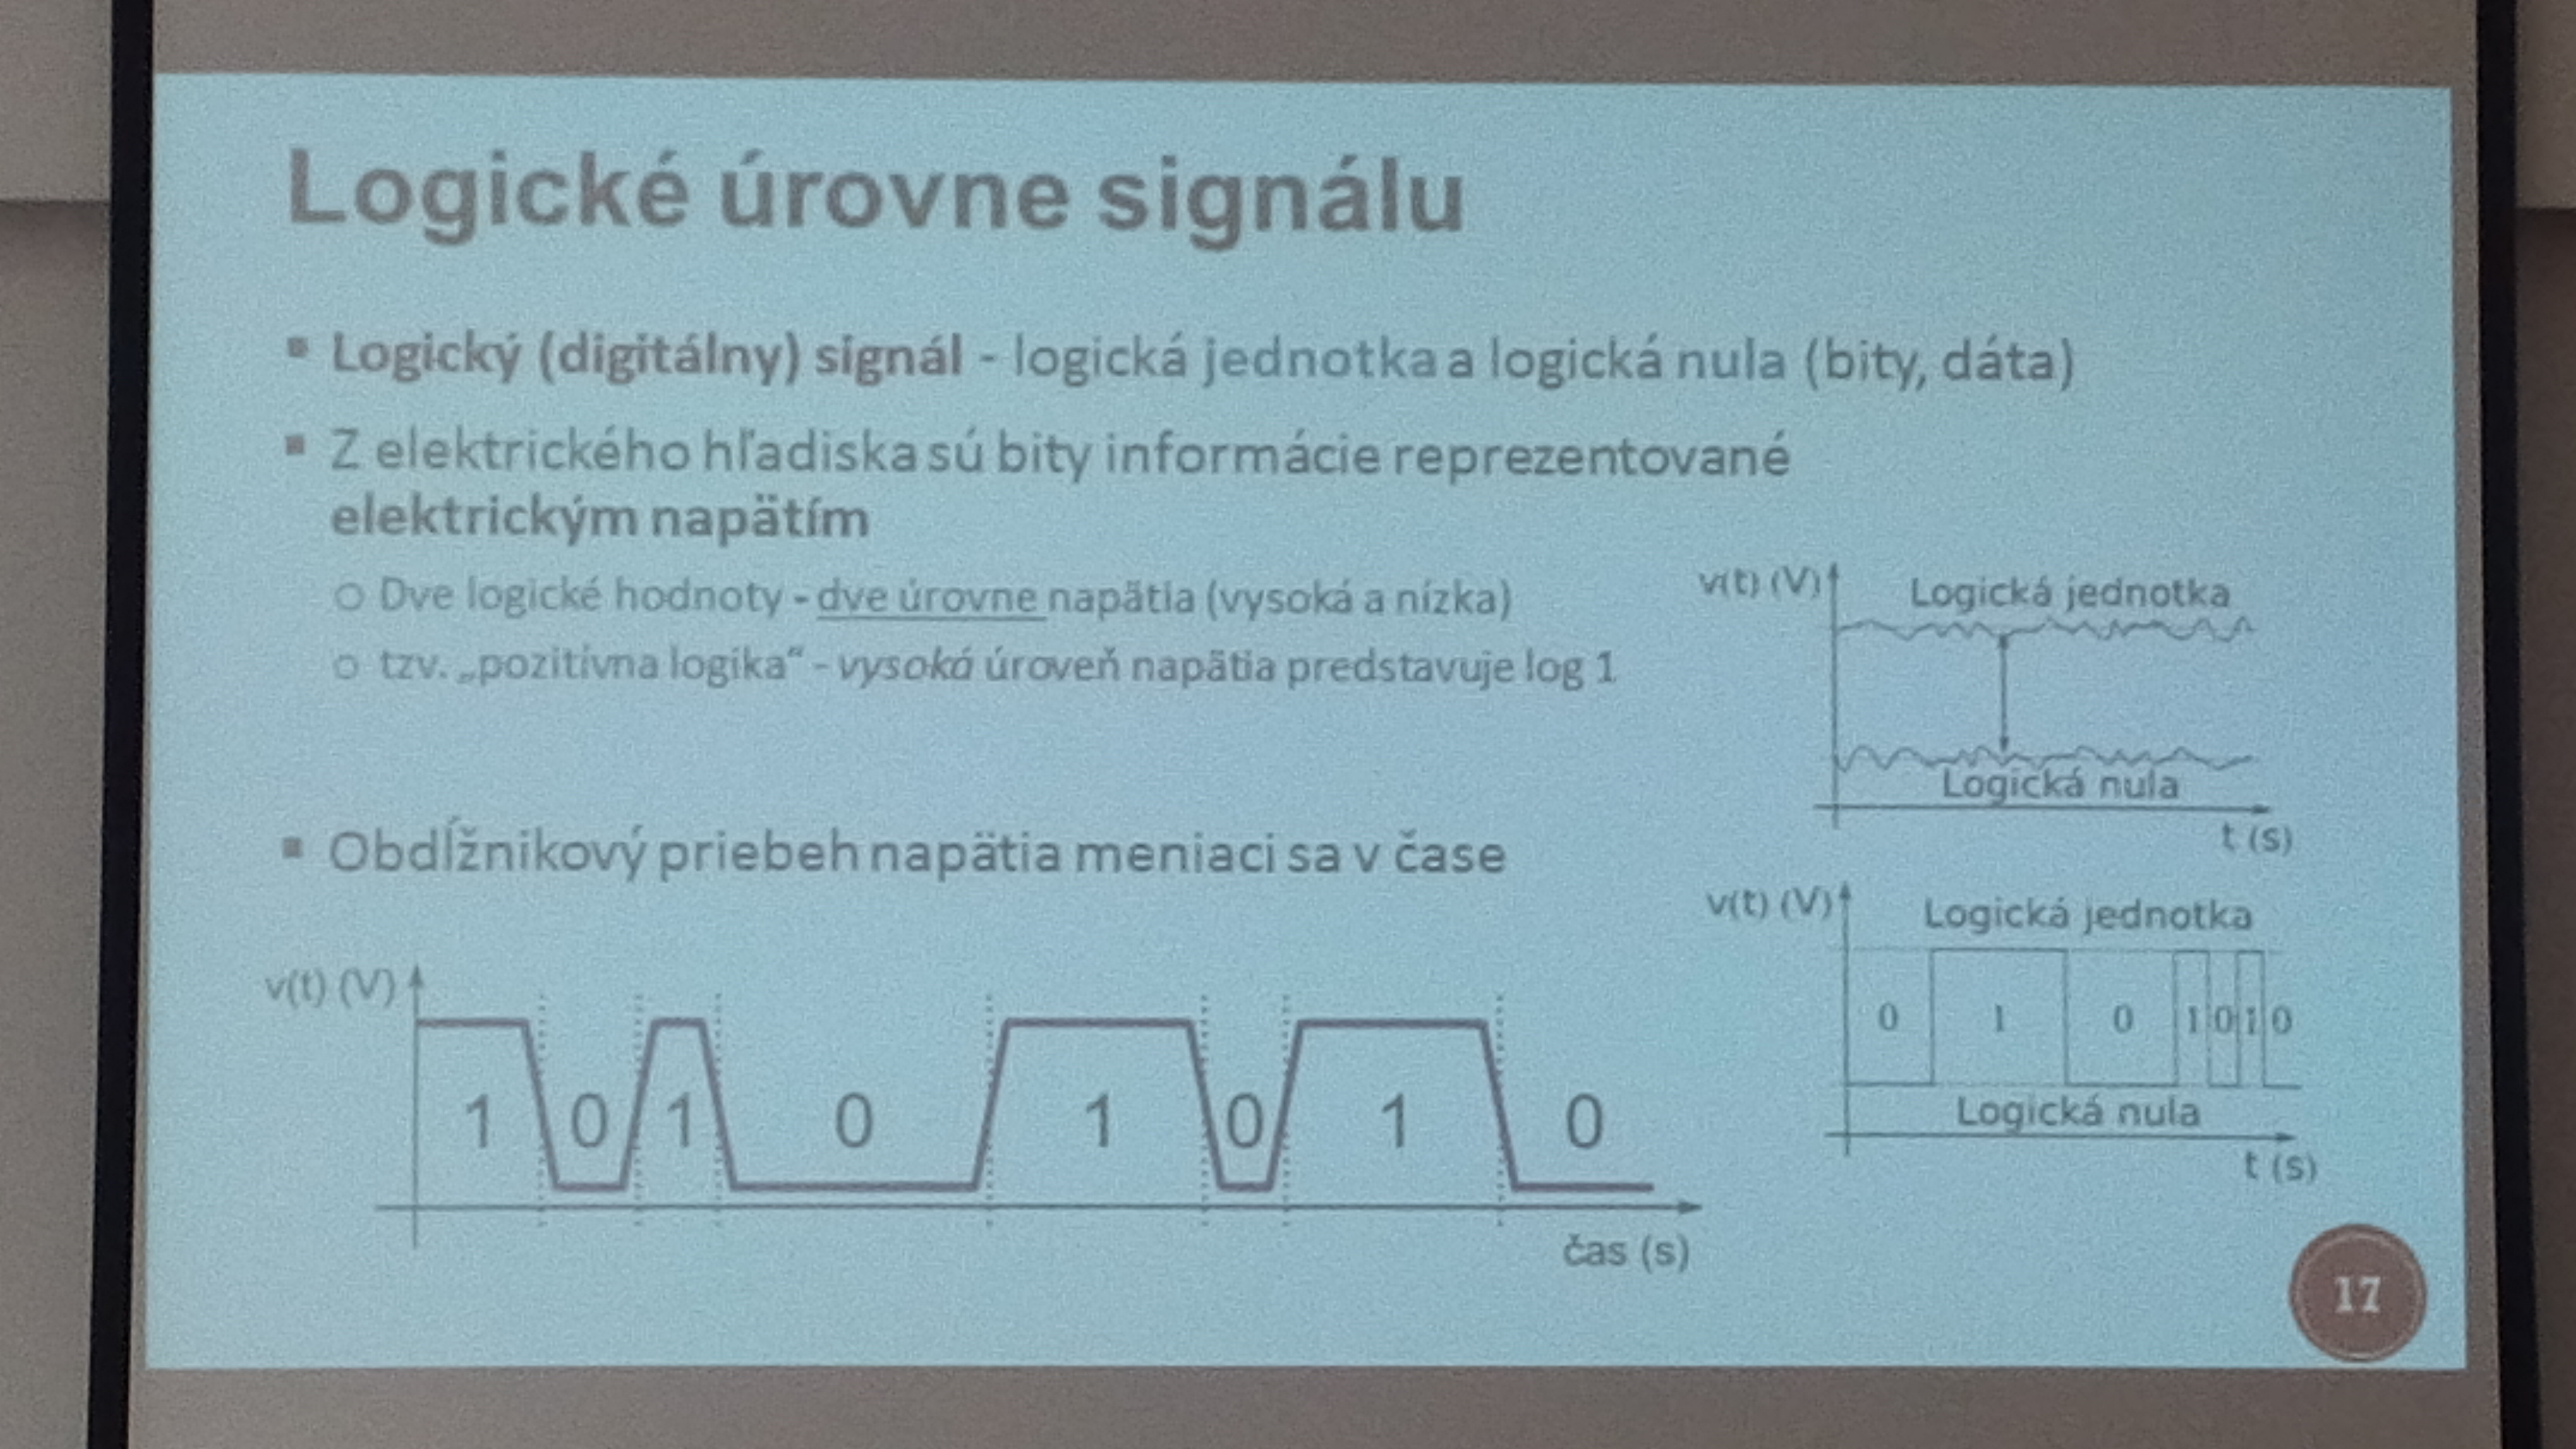 Logické úrovne signálu
Logický (digitálny) signál - logická jednotka a logická nula (bity, dáta)
Z elektrického hľadiska sú bity informácie reprezentované
elektrickým napätím
Dve logické hodnoty - dve úrovne napätia (vysoká a nízka)
tzv. „pozitívna logika“ - vysoká úroveň napätia predstavuje log 1
v(t) (V)
Logická jednotka
Logická nula
t (s)
Obdĺžnikový priebeh napätia meniaci sa v čase
v(t) (V)
1 0 1 0 1 0 1 0
čas (s)
v(t) (V)
Logická jednotka
0 1 0 1 0 1 0
Logická nula
t (s)
17